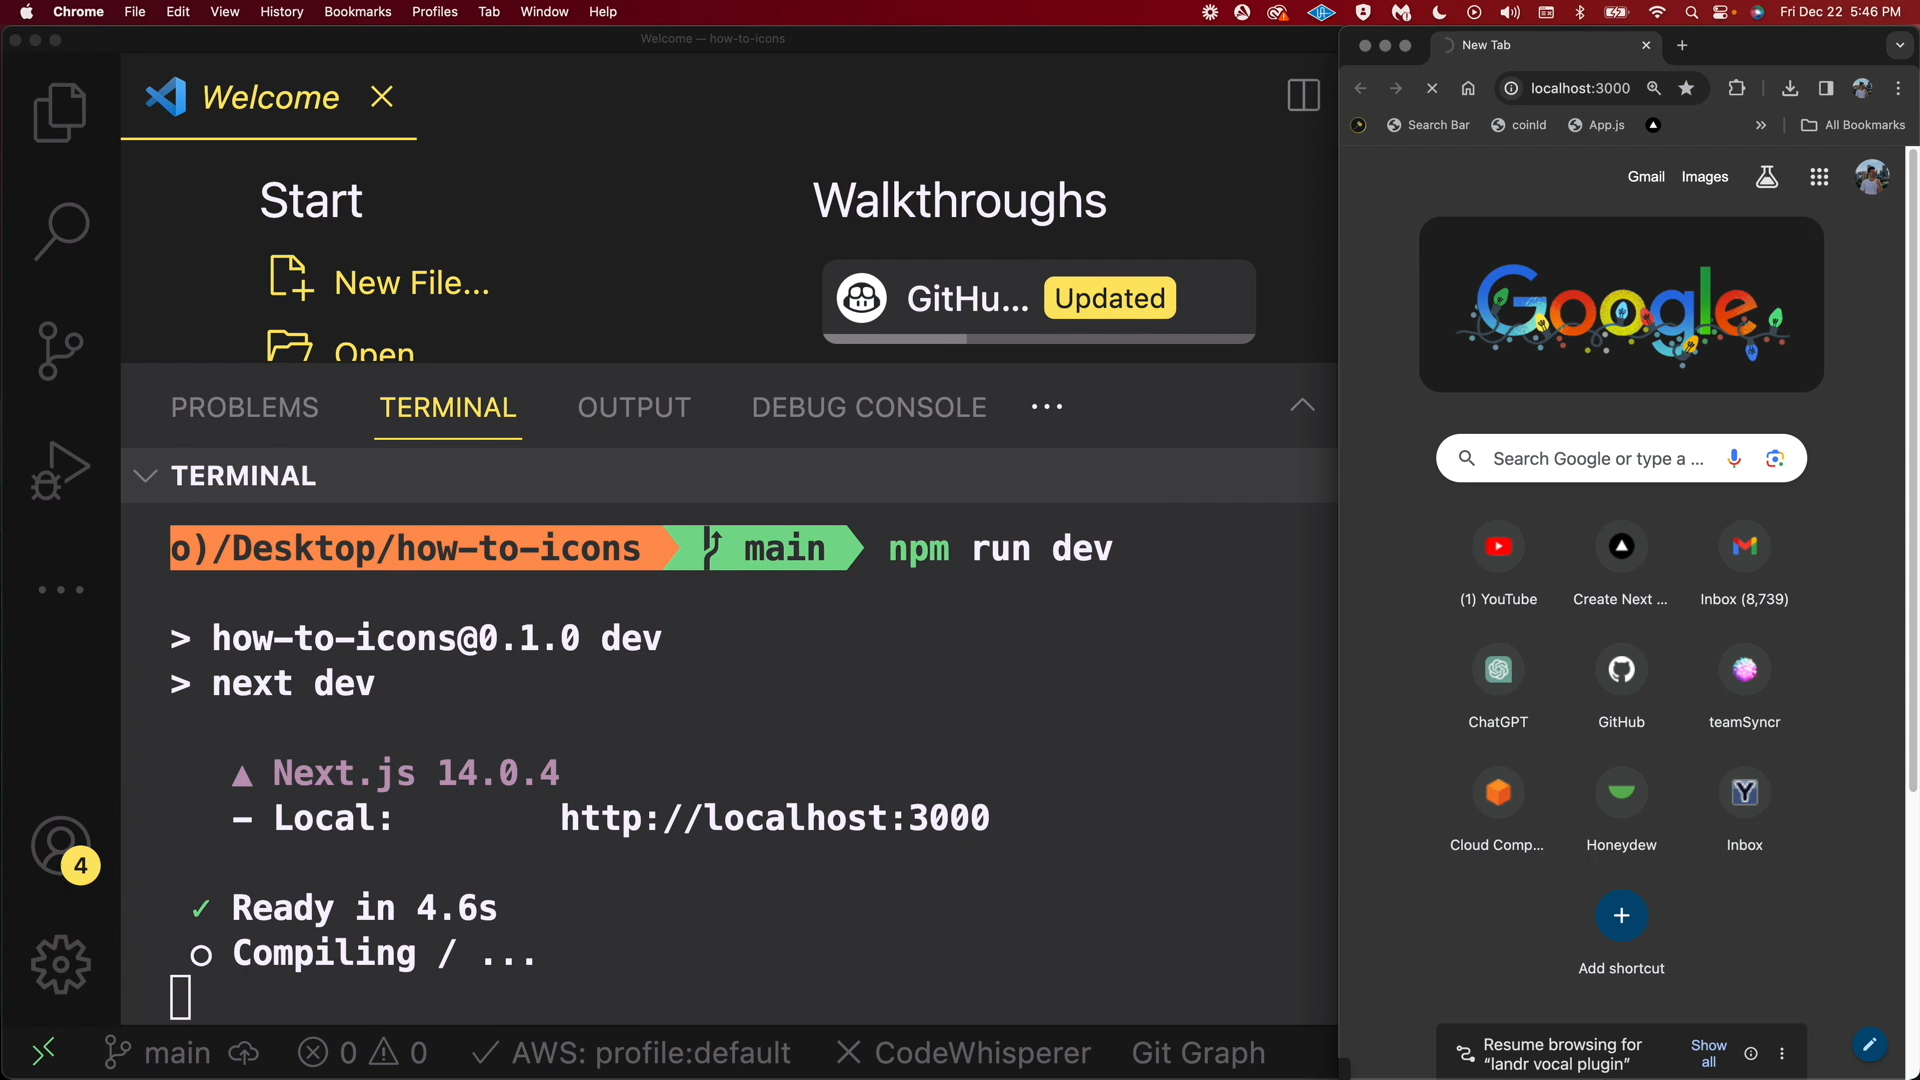 Chrome File Edit View History Bookmarks Profiles Tab Window Help
Fri Dec 22 5:46 PM
Welcome — how-to-icons
Welcome
Start
New File...
Open
Walkthroughs
GitHu... Updated
PROBLEMS TERMINAL OUTPUT DEBUG CONSOLE ...
TERMINAL
o)/Desktop/how-to-icons main npm run dev
> how-to-icons@0.1.0 dev
> next dev
▲ Next.js 14.0.4
- Local: http://localhost:3000
✓ Ready in 4.6s
○ Compiling / ...
4
main 0 0 AWS: profile:default CodeWhisperer Git Graph
New Tab
localhost:3000
Search Bar coinId App.js » All Bookmarks
Gmail Images
Google
Search Google or type a ...
(1) YouTube Create Next ... Inbox (8,739)
ChatGPT GitHub teamSyncr
Cloud Comp... Honeydew Inbox
Add shortcut
Resume browsing for
“landr vocal plugin”
Show
all